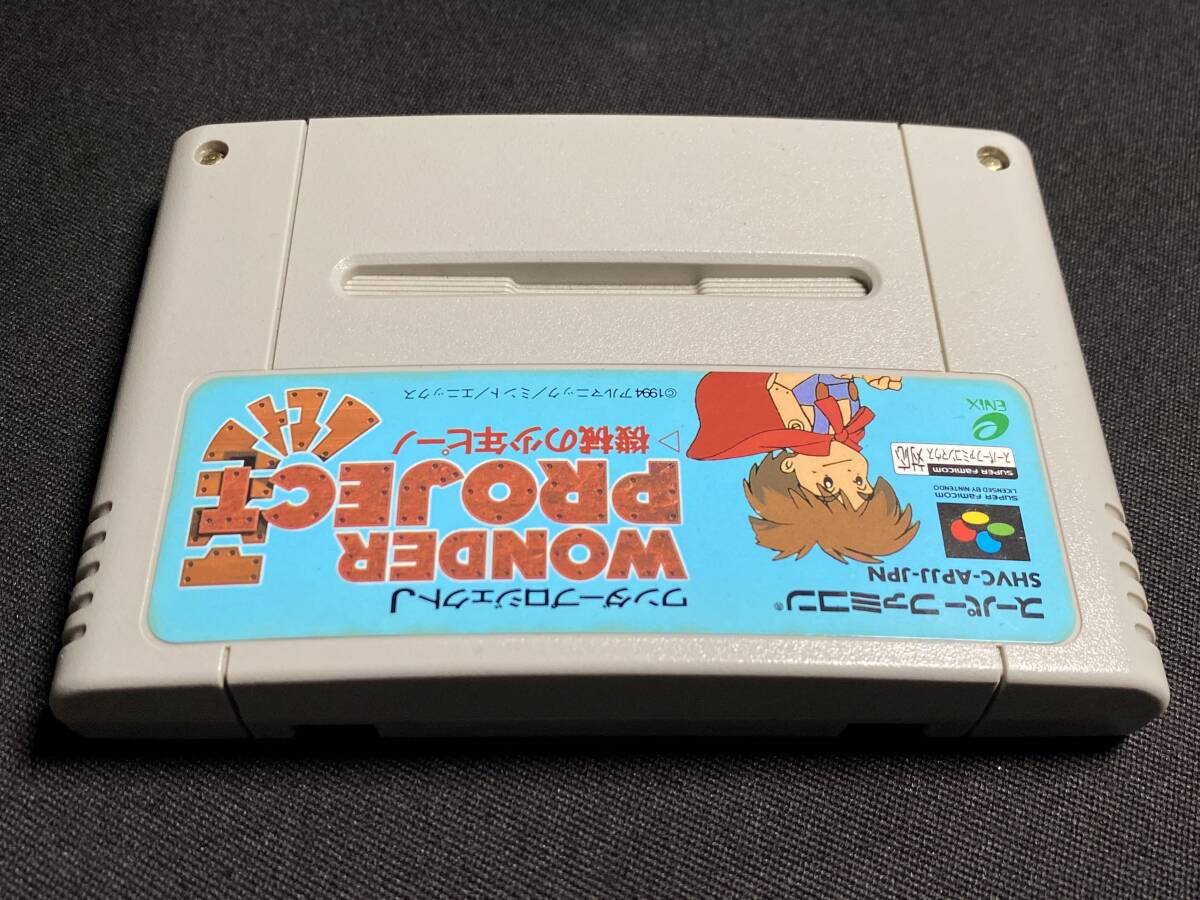 スーパーファミコン®
SHVC-APJJ-JPN
SUPER FAMICOM
LICENSED BY NINTENDO
SUPER FAMICOM
スーパーファミコンマウス
対応
ENIX
ワンダープロジェクトJ
WONDER
PROJECT
J
▷機械の少年ピーノ
©1994 アルマニック/ミント/エニックス